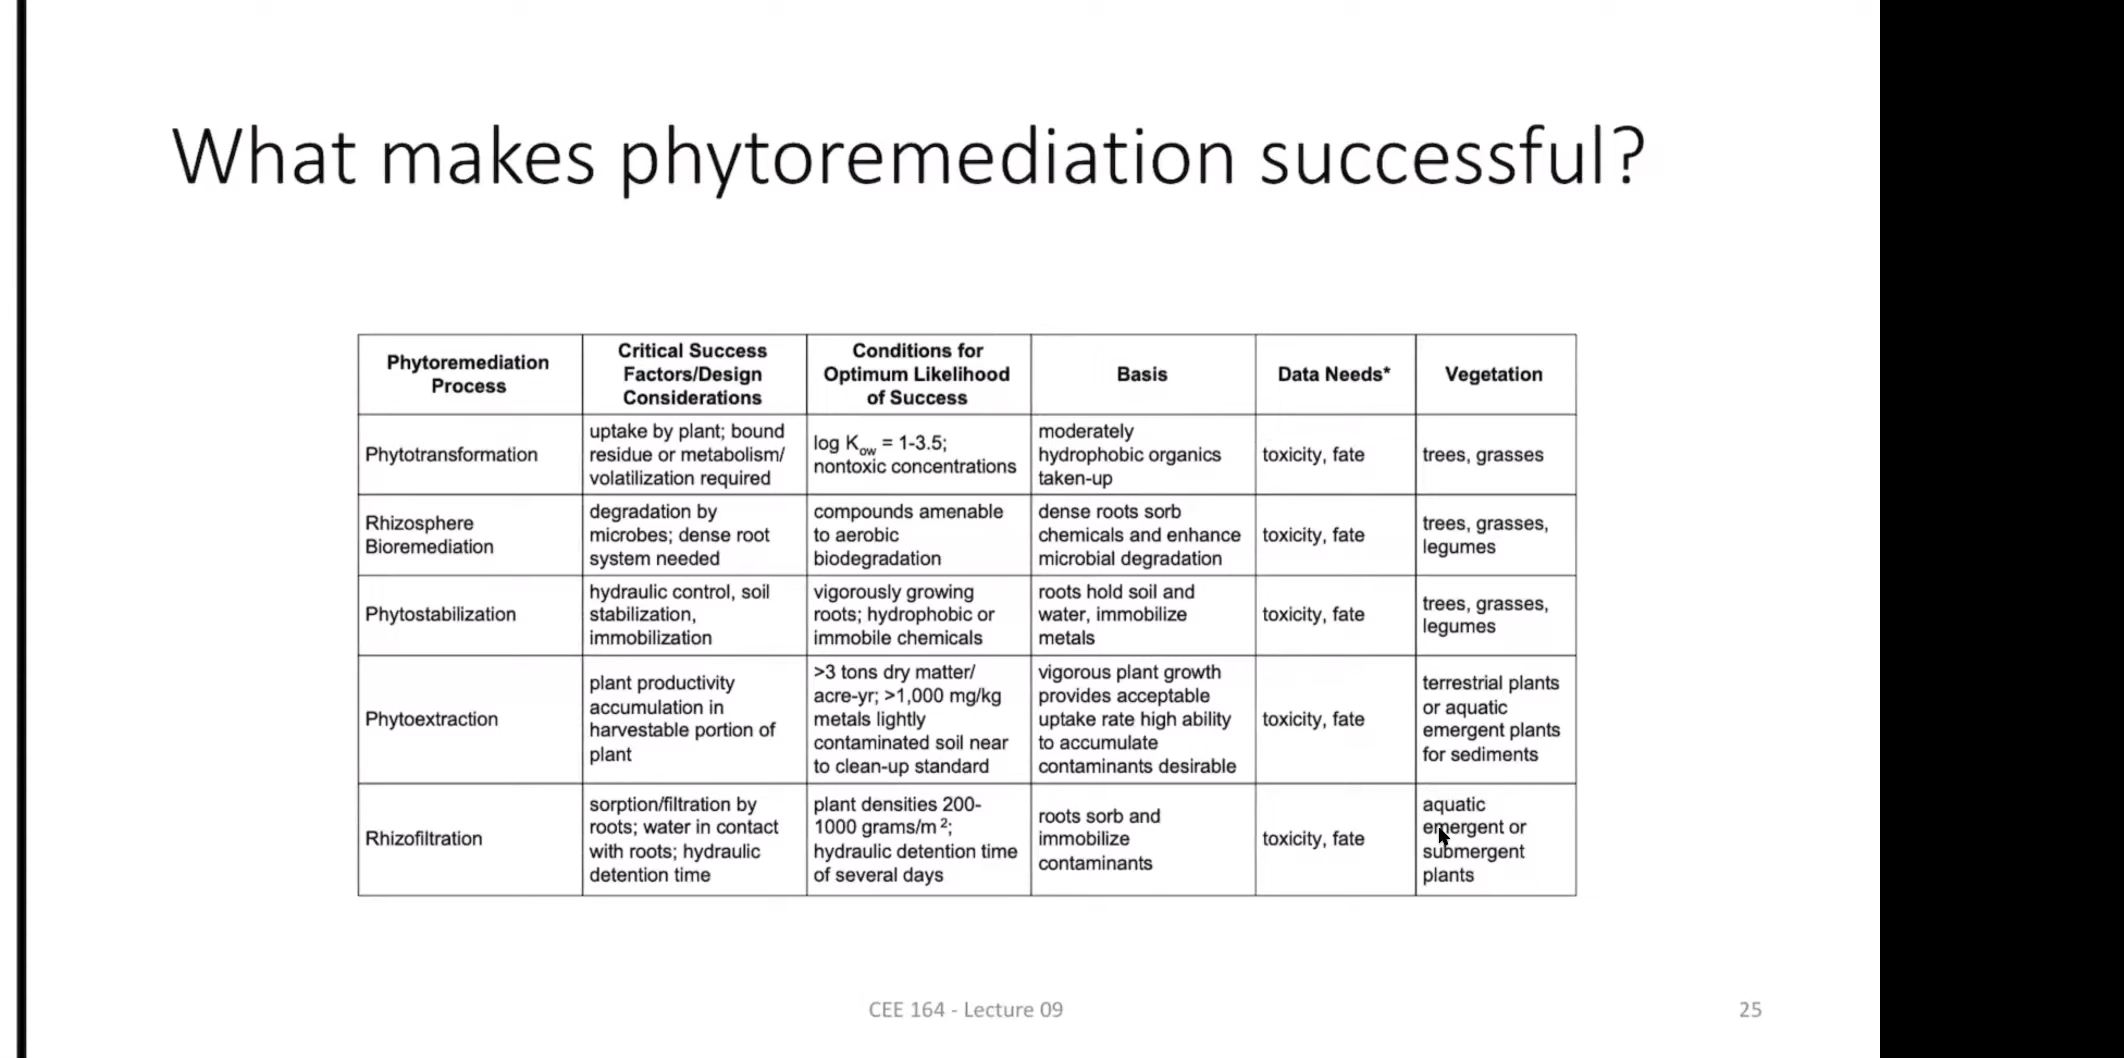 What makes phytoremediation successful?
Phytoremediation
Process
Critical Success
Factors/Design
Considerations
Conditions for
Optimum Likelihood
of Success
Basis
Data Needs*
Vegetation
Phytotransformation
uptake by plant; bound
residue or metabolism/
volatilization required
log Kow = 1-3.5;
nontoxic concentrations
moderately
hydrophobic organics
taken-up
toxicity, fate
trees, grasses
Rhizosphere
Bioremediation
degradation by
microbes; dense root
system needed
compounds amenable
to aerobic
biodegradation
dense roots sorb
chemicals and enhance
microbial degradation
toxicity, fate
trees, grasses,
legumes
Phytostabilization
hydraulic control, soil
stabilization,
immobilization
vigorously growing
roots; hydrophobic or
immobile chemicals
roots hold soil and
water, immobilize
metals
toxicity, fate
trees, grasses,
legumes
Phytoextraction
plant productivity
accumulation in
harvestable portion of
plant
>3 tons dry matter/
acre-yr; >1,000 mg/kg
metals lightly
contaminated soil near
to clean-up standard
vigorous plant growth
provides acceptable
uptake rate high ability
to accumulate
contaminants desirable
toxicity, fate
terrestrial plants
or aquatic
emergent plants
for sediments
Rhizofiltration
sorption/filtration by
roots; water in contact
with roots; hydraulic
detention time
plant densities 200-
1000 grams/m²;
hydraulic detention time
of several days
roots sorb and
immobilize
contaminants
toxicity, fate
aquatic
emergent or
submergent
plants
CEE 164 - Lecture 09
25